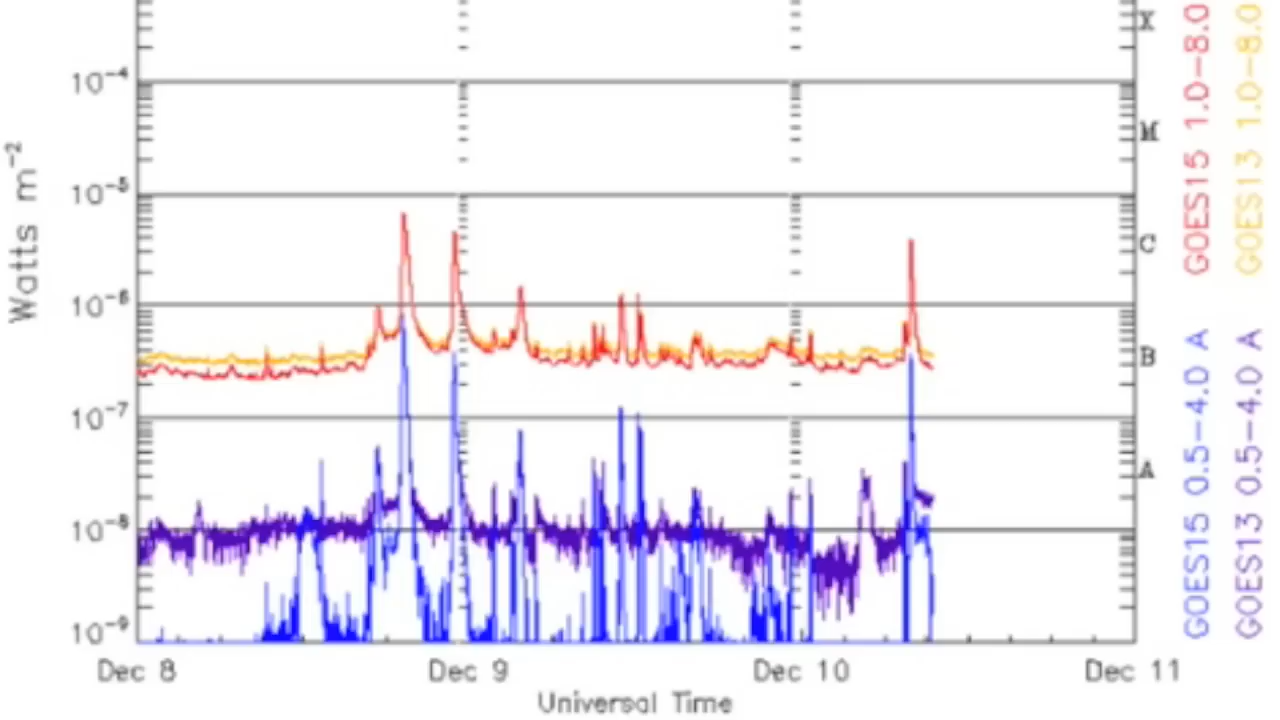 X
10⁻⁴
M
10⁻⁵
C
10⁻⁶
B
10⁻⁷
A
10⁻⁸
10⁻⁹
Watts m⁻²
Dec 8 Dec 9 Dec 10 Dec 11
Universal Time
GOES15 0.5-4.0 A GOES15 1.0-8.0
GOES13 0.5-4.0 A GOES13 1.0-8.0